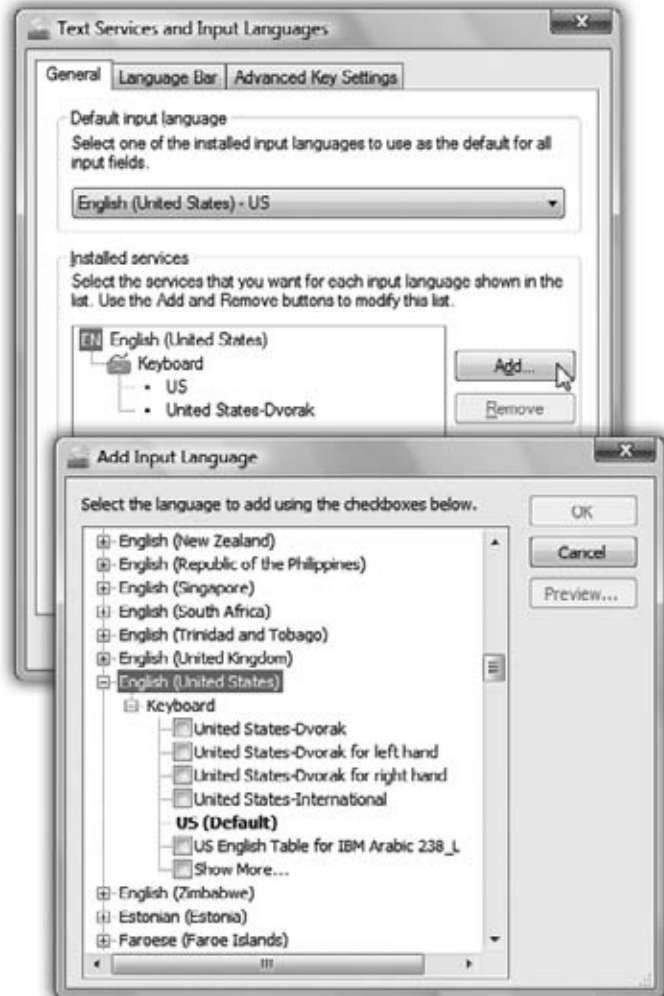 Text Services and Input Languages
General
Language Bar
Advanced Key Settings
Default input language
Select one of the installed input languages to use as the default for all
input fields.
English (United States) - US
Installed services
Select the services that you want for each input language shown in the
list. Use the Add and Remove buttons to modify this list.
EN English (United States)
Keyboard
• US
• United States-Dvorak
Add...
Remove
Add Input Language
Select the language to add using the checkboxes below.
English (New Zealand)
English (Republic of the Philippines)
English (Singapore)
English (South Africa)
English (Trinidad and Tobago)
English (United Kingdom)
English (United States)
Keyboard
United States-Dvorak
United States-Dvorak for left hand
United States-Dvorak for right hand
United States-International
US (Default)
US English Table for IBM Arabic 238_L
Show More...
English (Zimbabwe)
Estonian (Estonia)
Faroese (Faroe Islands)
OK
Cancel
Preview...